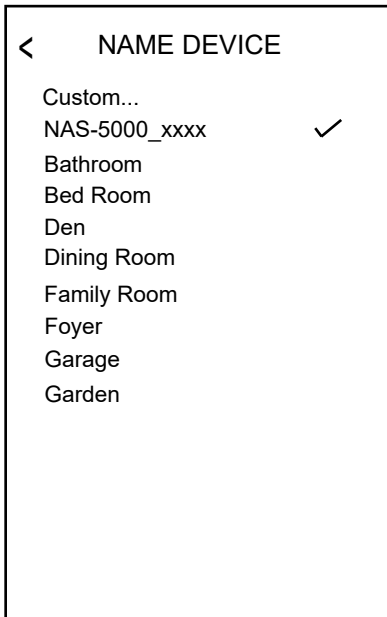 < NAME DEVICE
Custom...
NAS-5000_xxxx
Bathroom
Bed Room
Den
Dining Room
Family Room
Foyer
Garage
Garden